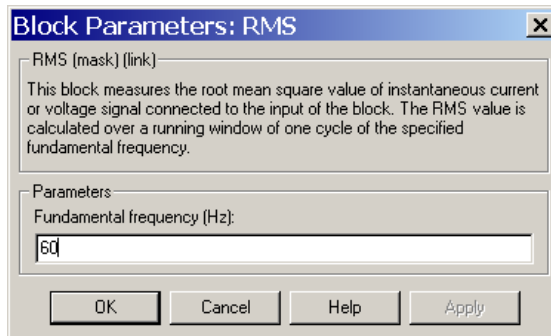 Block Parameters: RMS
RMS (mask) (link)
This block measures the root mean square value of instantaneous current
or voltage signal connected to the input of the block. The RMS value is
calculated over a running window of one cycle of the specified
fundamental frequency.
Parameters
Fundamental frequency (Hz):
60
OK Cancel Help Apply